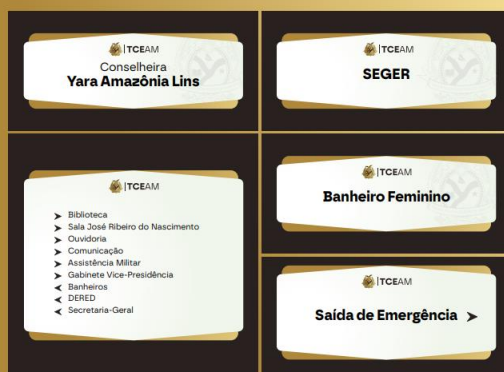 TCEAM
Conselheira
Yara Amazônia Lins
TCEAM
SEGER
TCEAM
Biblioteca
Sala José Ribeiro do Nascimento
Ouvidoria
Comunicação
Assistência Militar
Gabinete Vice-Presidência
Banheiros
DERED
Secretaria-Geral
TCEAM
Banheiro Feminino
TCEAM
Saída de Emergência